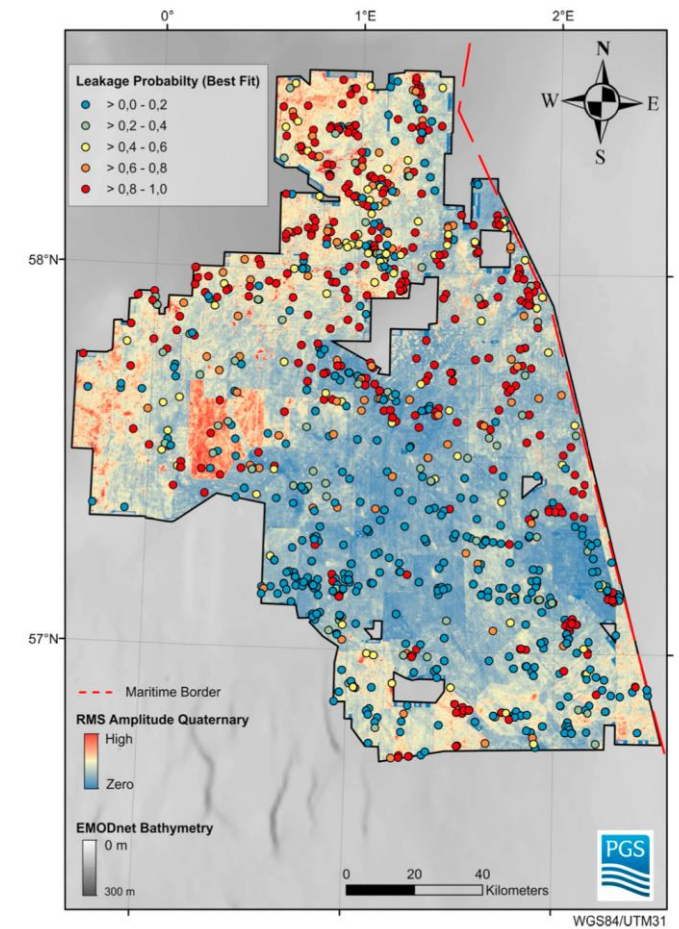 0° 1°E 2°E
N
W E
S
Leakage Probabilty (Best Fit)
> 0,0 - 0,2
> 0,2 - 0,4
> 0,4 - 0,6
> 0,6 - 0,8
> 0,8 - 1,0
58°N
57°N
Maritime Border
RMS Amplitude Quaternary
High
Zero
EMODnet Bathymetry
0 m
300 m
0 20 40
Kilometers
PGS
WGS84/UTM31